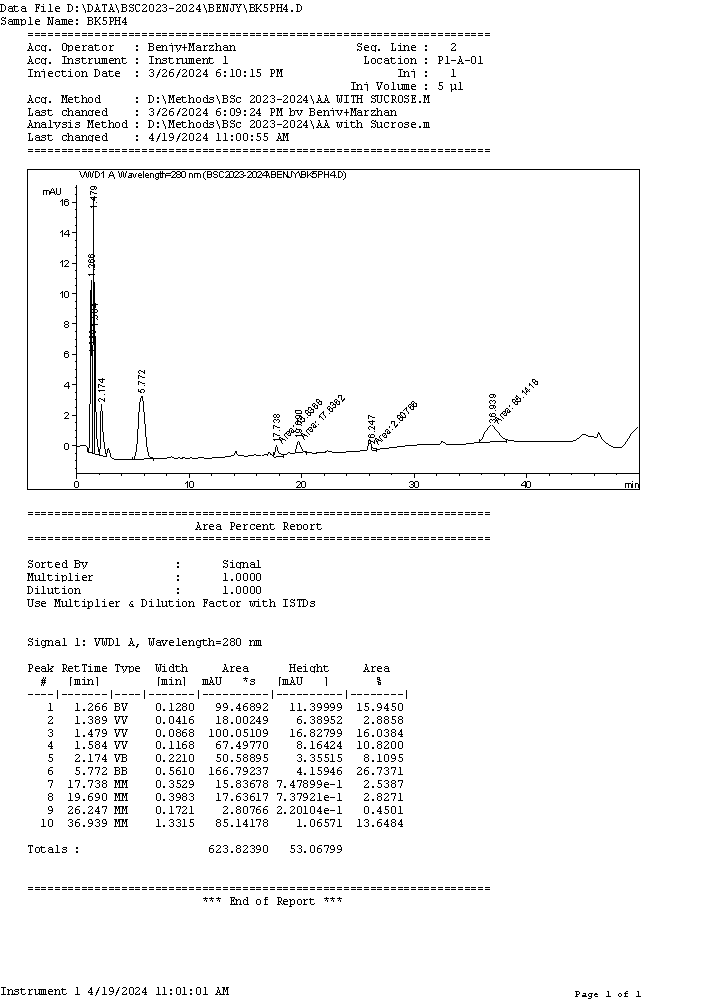 Data File D:\DATA\BSC2023-2024\BENJY\BK5PH4.D
Sample Name: BK5PH4
=====================================================================
Acq. Operator : Benjy+Marzhan Seq. Line : 2
Acq. Instrument : Instrument 1 Location : P1-A-01
Injection Date : 3/26/2024 6:10:15 PM Inj : 1
Inj Volume : 5 µl
Acq. Method : D:\Methods\BSc 2023-2024\AA WITH SUCROSE.M
Last changed : 3/26/2024 6:09:24 PM by Benjy+Marzhan
Analysis Method : D:\Methods\BSc 2023-2024\AA with Sucrose.m
Last changed : 4/19/2024 11:00:55 AM
=====================================================================
VWD1 A, Wavelength=280 nm (BSC2023-2024\BENJY\BK5PH4.D)
mAU
16
14
12
10
8
6
4
2
0
1.266
1.479
2.174
5.772
17.738
19.690
Area: 17.6362
26.247
Area: 2.80766
36.939
Area: 85.1418
0 10 20 30 40 min
=====================================================================
Area Percent Report
=====================================================================
Sorted By : Signal
Multiplier : 1.0000
Dilution : 1.0000
Use Multiplier & Dilution Factor with ISTDs
Signal 1: VWD1 A, Wavelength=280 nm
Peak RetTime Type Width Area Height Area
# [min] [min] mAU *s [mAU ] %
----|-------|----|-------|----------|----------|--------|
1 1.266 BV 0.1280 99.46892 11.39999 15.9450
2 1.389 VV 0.0416 18.00249 6.38952 2.8858
3 1.479 VV 0.0868 100.05109 16.82799 16.0384
4 1.584 VV 0.1168 67.49770 8.16424 10.8200
5 2.174 VB 0.2210 50.58895 3.35515 8.1095
6 5.772 BB 0.5610 166.79237 4.15946 26.7371
7 17.738 MM 0.3529 15.83678 7.47899e-1 2.5387
8 19.690 MM 0.3983 17.63617 7.37921e-1 2.8271
9 26.247 MM 0.1721 2.80766 2.20104e-1 0.4501
10 36.939 MM 1.3315 85.14178 1.06571 13.6484
Totals : 623.82390 53.06799
=====================================================================
*** End of Report ***
Instrument 1 4/19/2024 11:01:01 AM Page 1 of 1